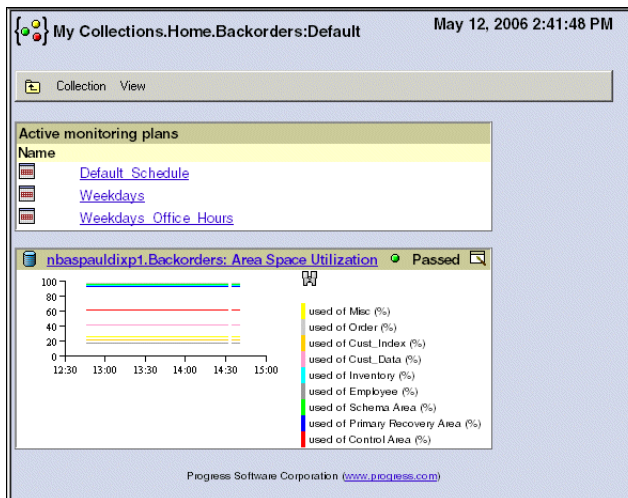 My Collections.Home.Backorders:Default
May 12, 2006 2:41:48 PM
Collection View
Active monitoring plans
Name
Default_Schedule
Weekdays
Weekdays_Office_Hours
nbaspauldixp1.Backorders: Area Space Utilization Passed
100
80
60
40
20
0
12:30 13:00 13:30 14:00 14:30 15:00
used of Misc (%)
used of Order (%)
used of Cust_Index (%)
used of Cust_Data (%)
used of Inventory (%)
used of Employee (%)
used of Schema Area (%)
used of Primary Recovery Area (%)
used of Control Area (%)
Progress Software Corporation (www.progress.com)